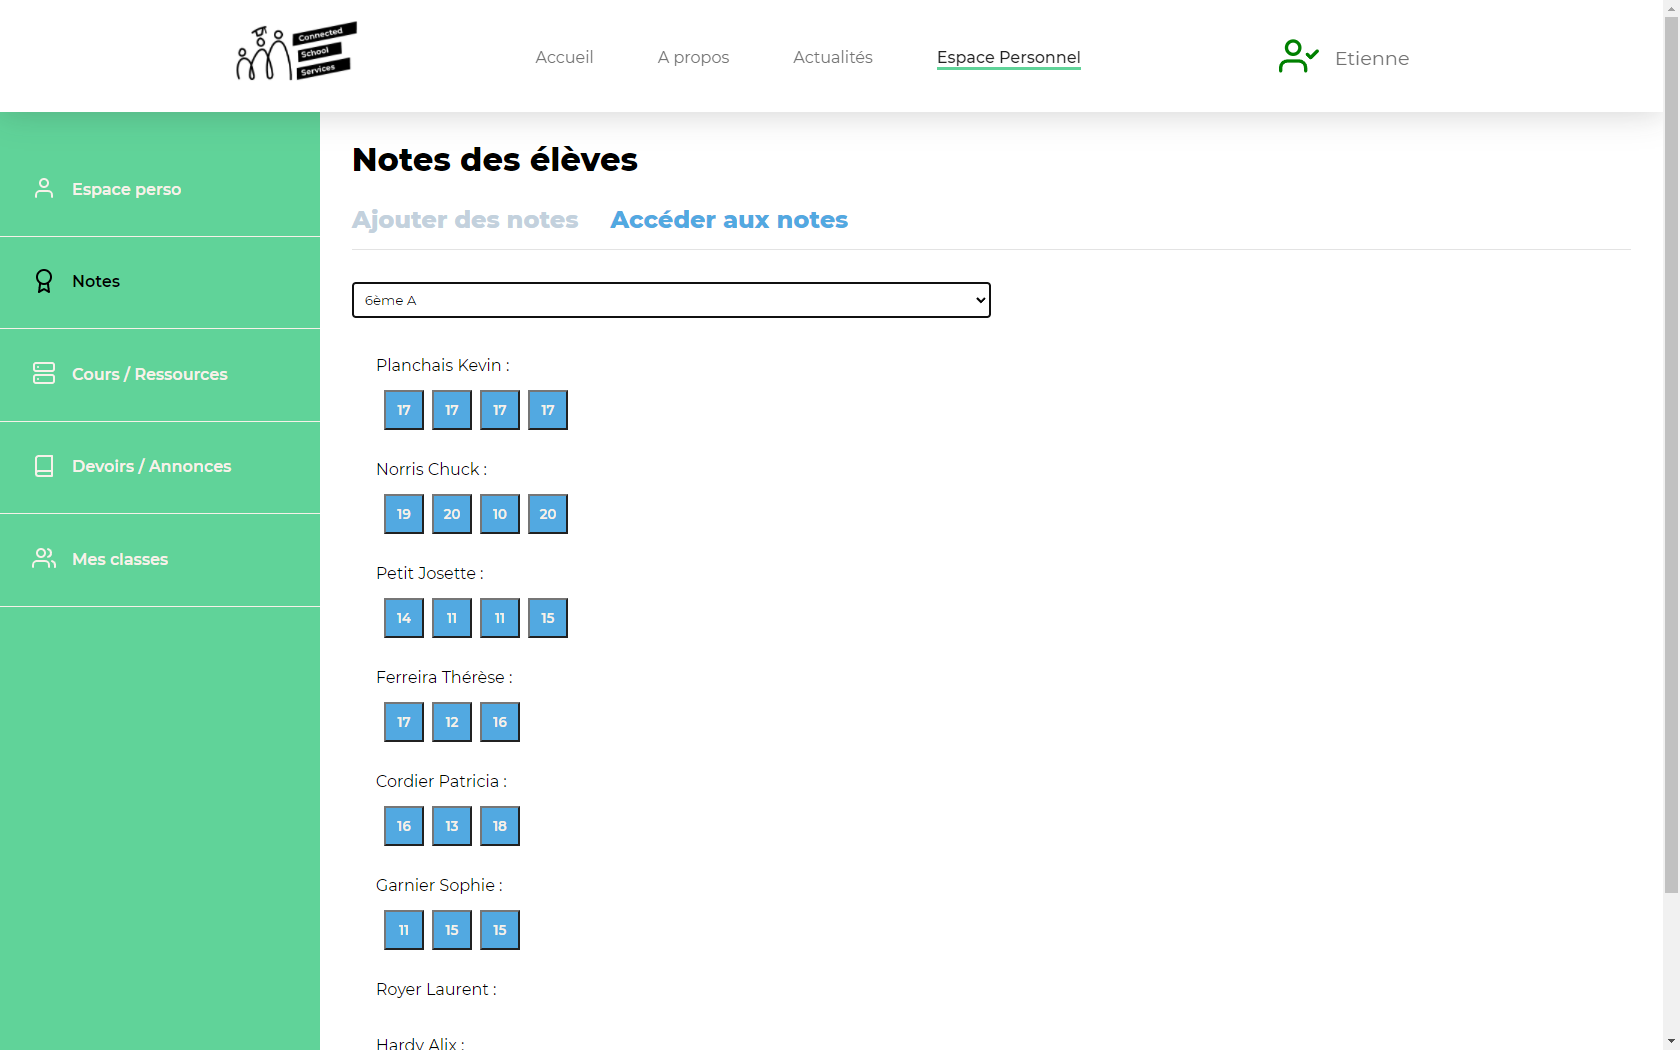 Connected
School
Services
Accueil
A propos
Actualités
Espace Personnel
Etienne
Espace perso
Notes
Cours / Ressources
Devoirs / Annonces
Mes classes
Notes des élèves
Ajouter des notes
Accéder aux notes
6ème A
Planchais Kevin :
17 17 17 17
Norris Chuck :
19 20 10 20
Petit Josette :
14 11 11 15
Ferreira Thérèse :
17 12 16
Cordier Patricia :
16 13 18
Garnier Sophie :
11 15 15
Royer Laurent :
Hardy Alix :